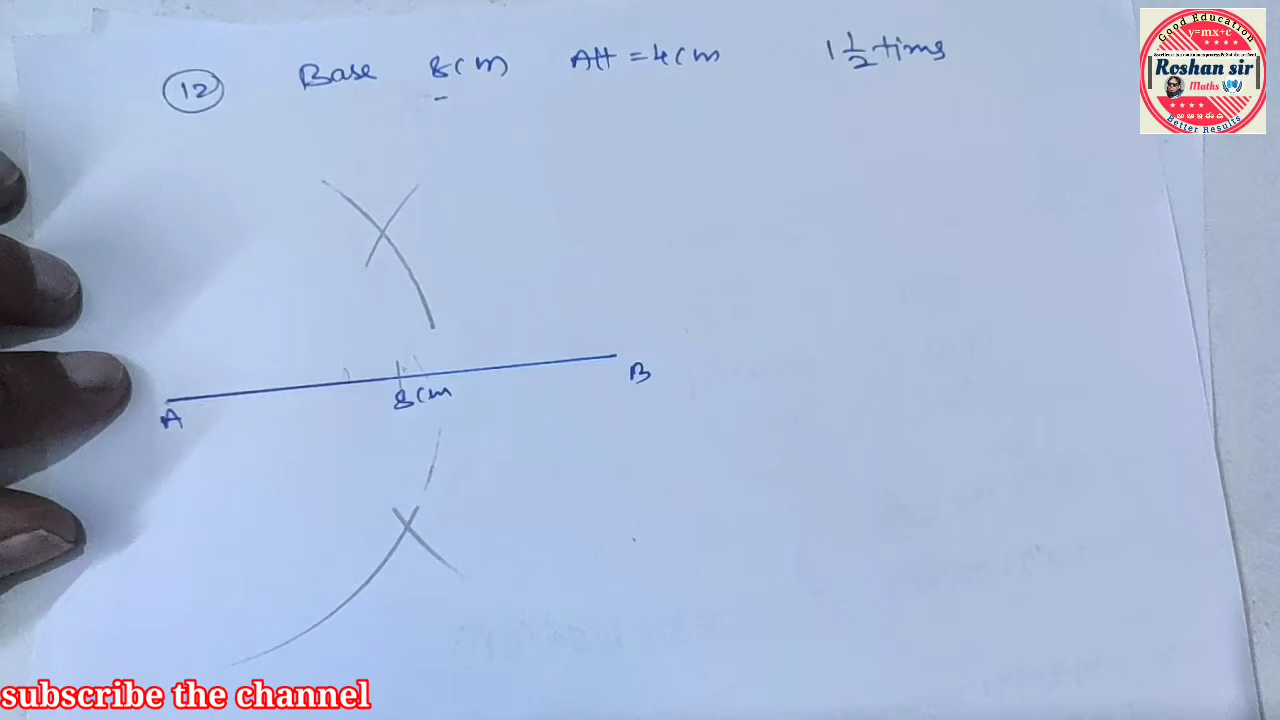 12 Base 8cm Alt = 4cm 1 1/2 times
A
8cm
B
Good Education
y=mx+c
Roshan sir
Maths
Better Results
subscribe the channel